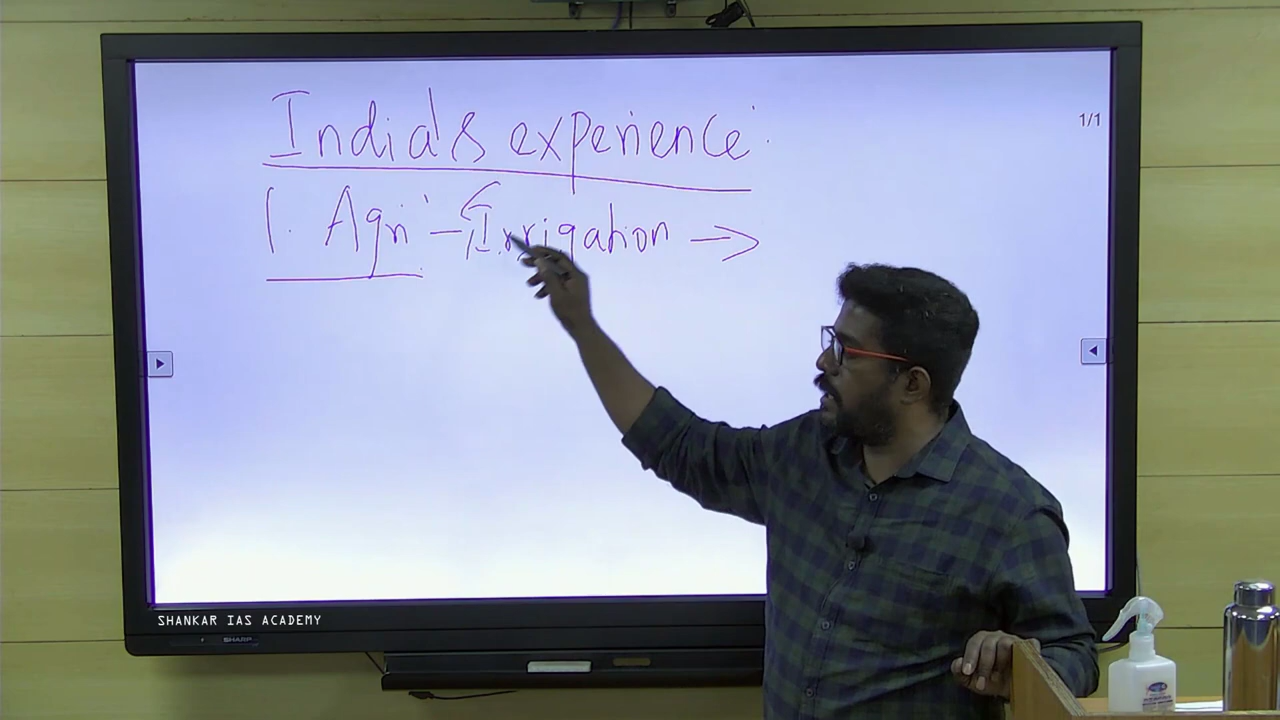 India's experience:
1/1
1. Agri - Irrigation →
SHANKAR IAS ACADEMY
SHARP